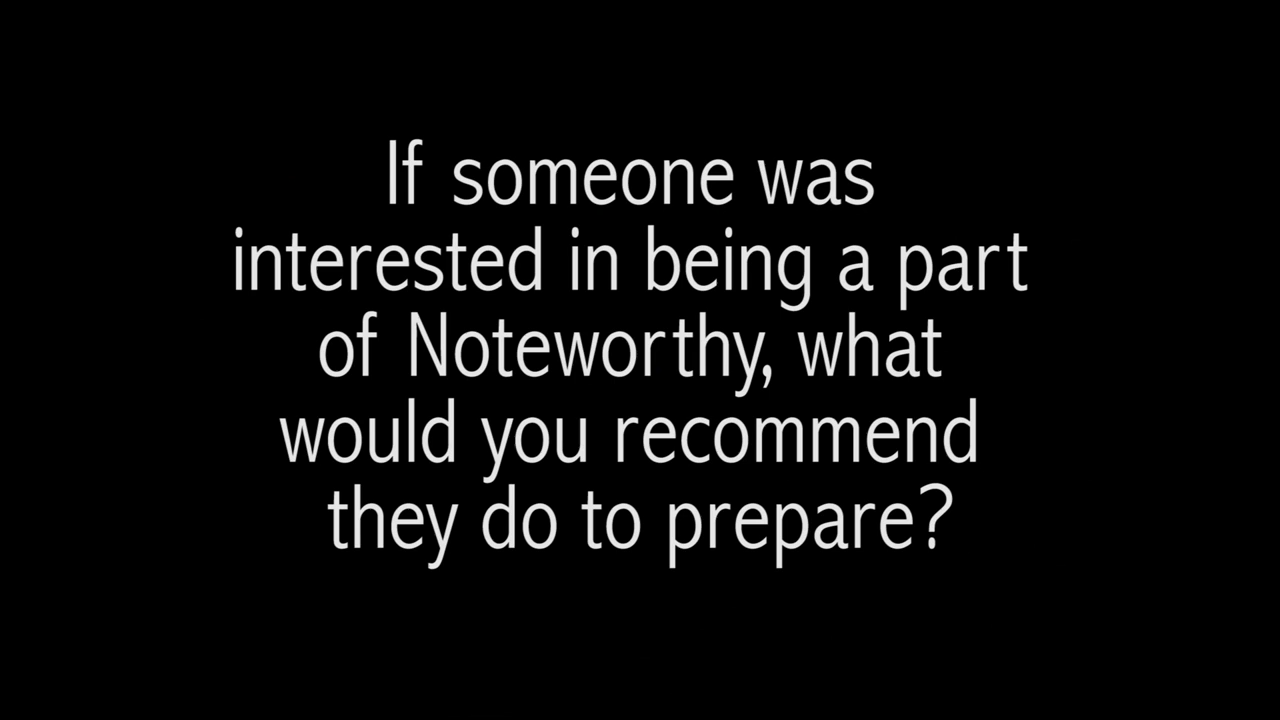 If someone was
interested in being a part
of Noteworthy, what
would you recommend
they do to prepare?